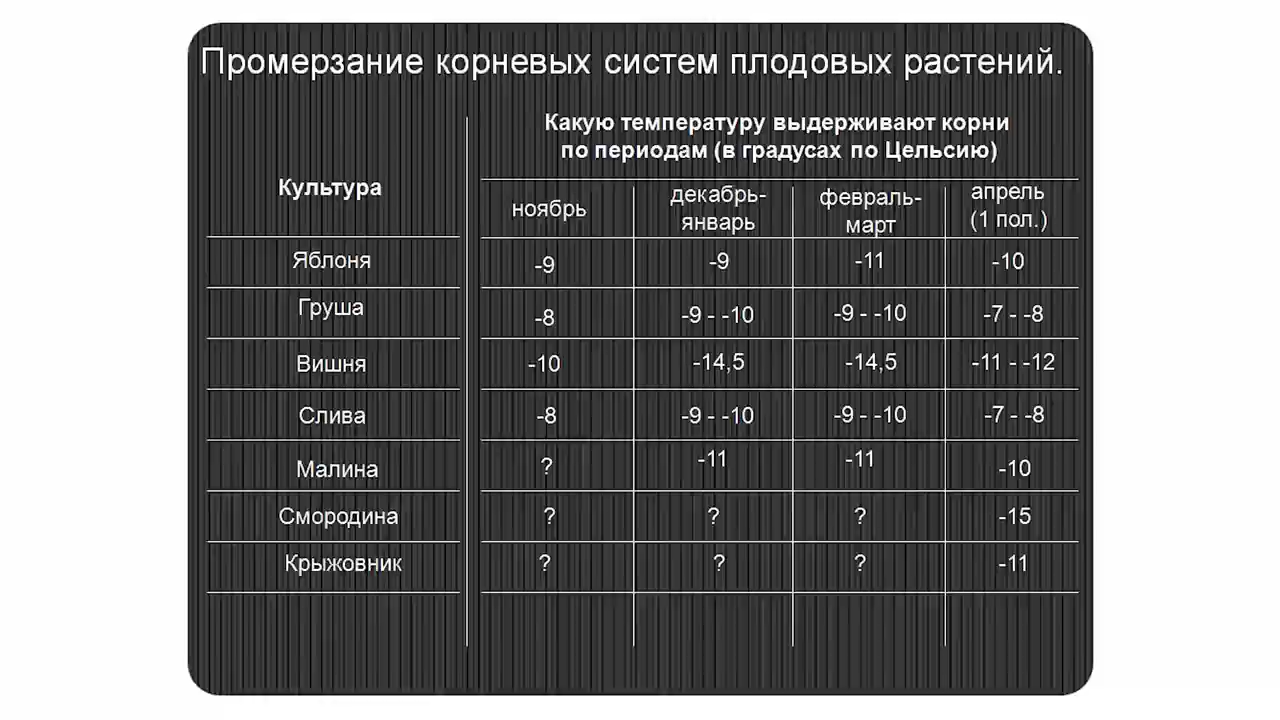 Промерзание корневых систем плодовых растений.
Какую температуру выдерживают корни
по периодам (в градусах по Цельсию)
Культура
ноябрь
декабрь-
январь
февраль-
март
апрель
(1 пол.)
Яблоня -9 -9 -11 -10
Груша -8 -9 - -10 -9 - -10 -7 - -8
Вишня -10 -14,5 -14,5 -11 - -12
Слива -8 -9 - -10 -9 - -10 -7 - -8
Малина ? -11 -11 -10
Смородина ? ? ? -15
Крыжовник ? ? ? -11